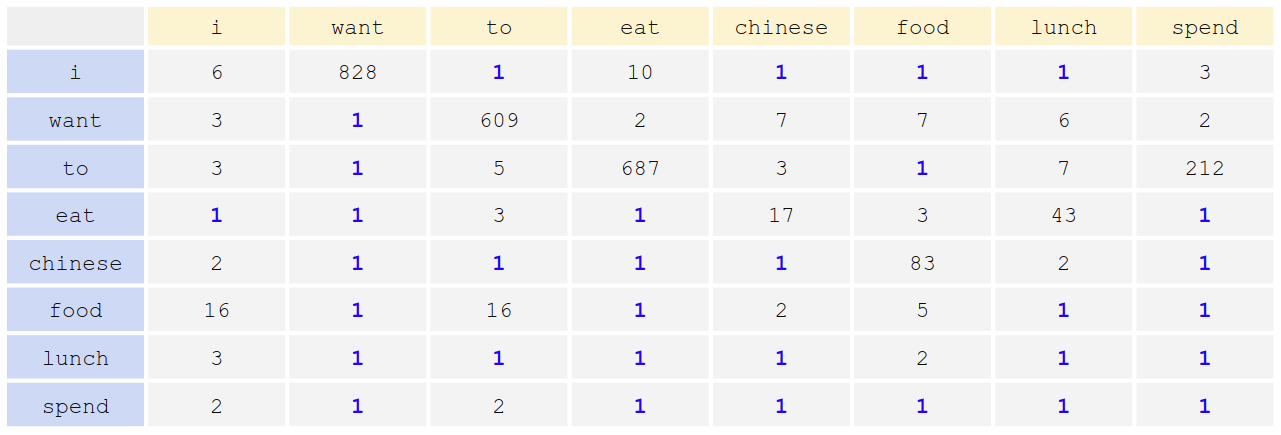 i want to eat chinese food lunch spend
i 6 828 1 10 1 1 1 3
want 3 1 609 2 7 7 6 2
to 3 1 5 687 3 1 7 212
eat 1 1 3 1 17 3 43 1
chinese 2 1 1 1 1 83 2 1
food 16 1 16 1 2 5 1 1
lunch 3 1 1 1 1 2 1 1
spend 2 1 2 1 1 1 1 1